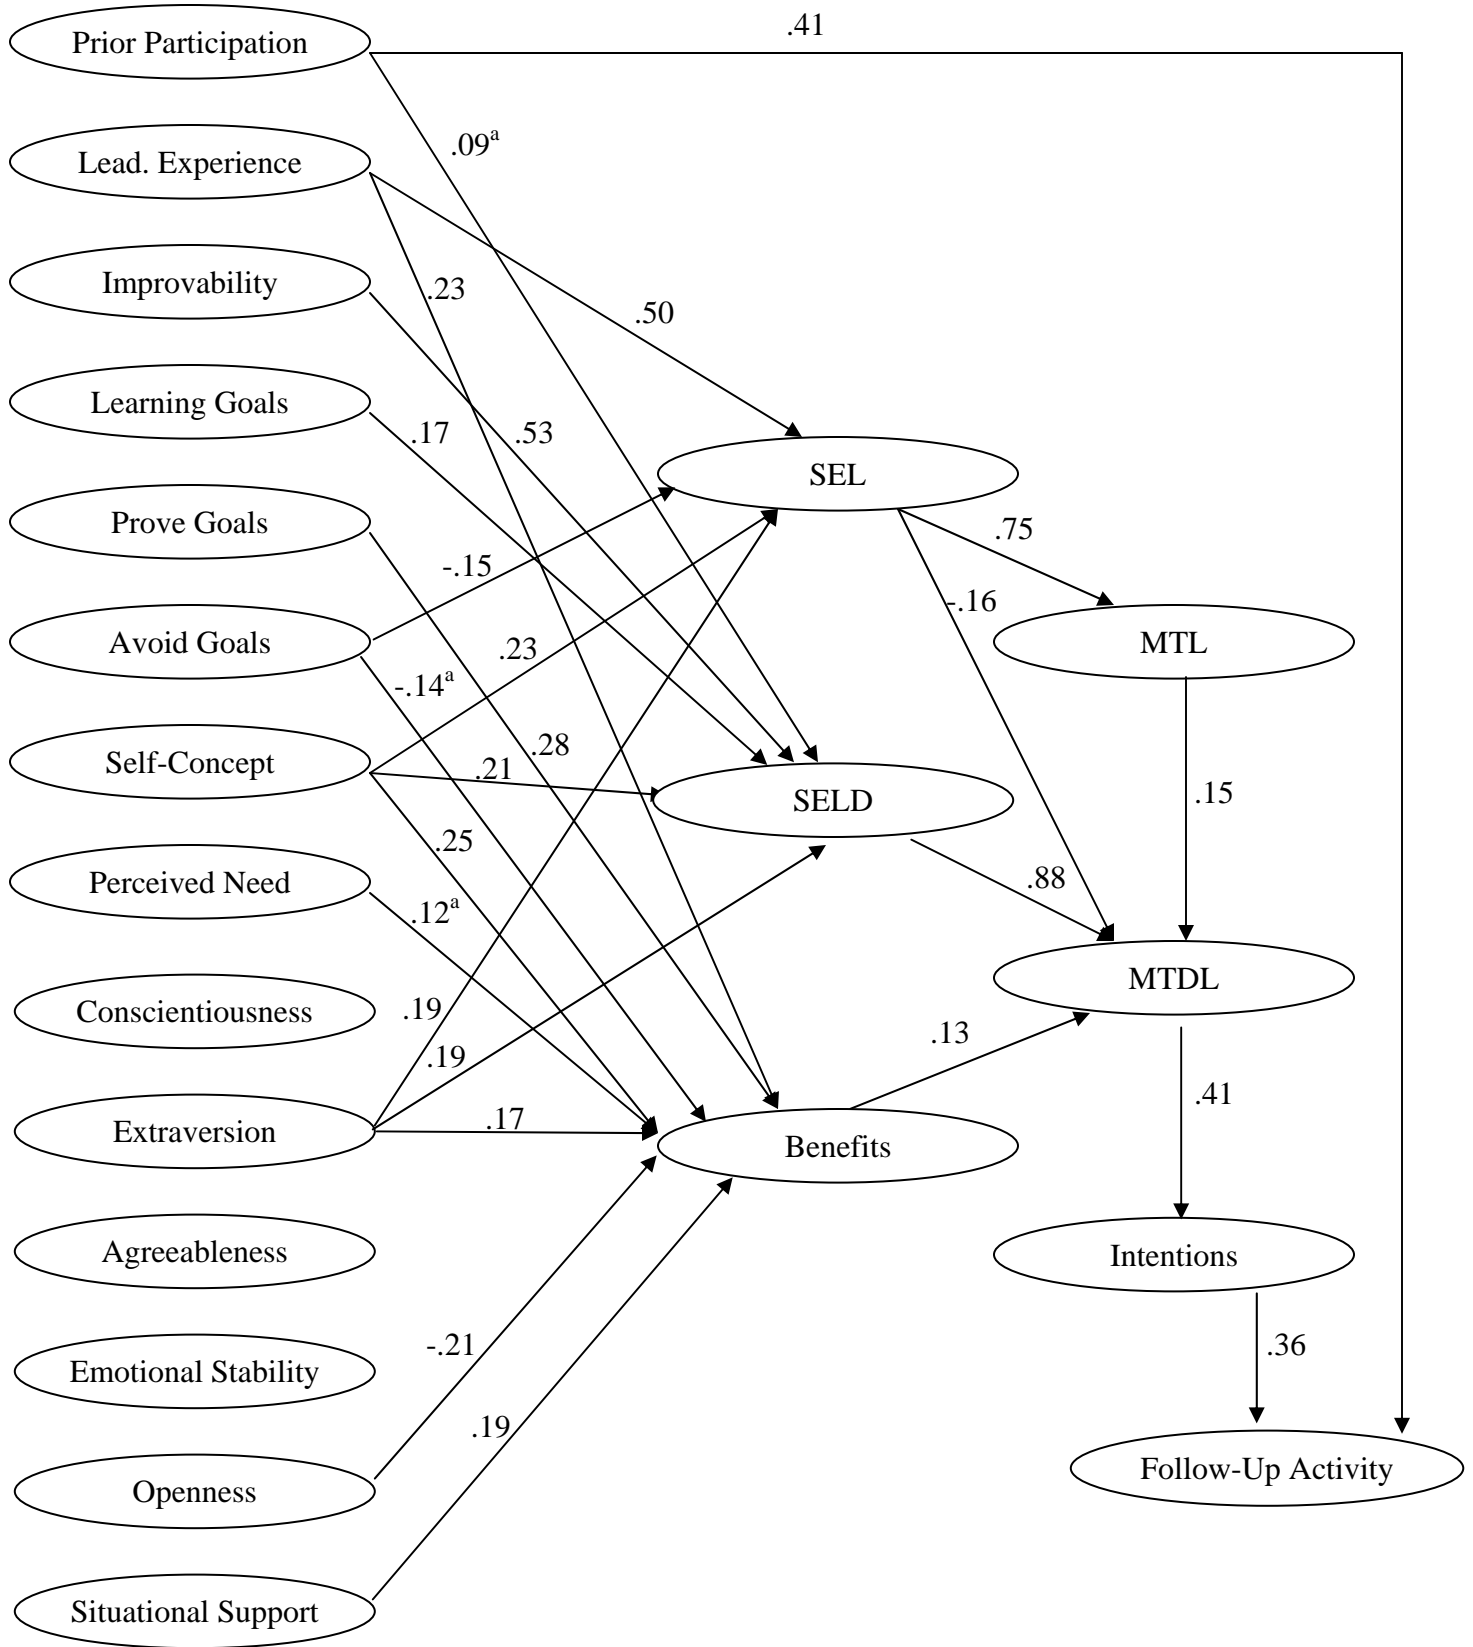 .41
Prior Participation
.09ᵃ
Lead. Experience
.23
Improvability
.50
Learning Goals
.17
.53
SEL
Prove Goals
.75
-.15
-.16
Avoid Goals
.23
MTL
-.14ᵃ
.28
Self-Concept
.21
.15
SELD
.25
Perceived Need
.88
.12ᵃ
MTDL
Conscientiousness
.19
.13
.19
.41
Extraversion
.17
Benefits
Agreeableness
Intentions
-.21
.36
Emotional Stability
.19
Follow-Up Activity
Openness
Situational Support